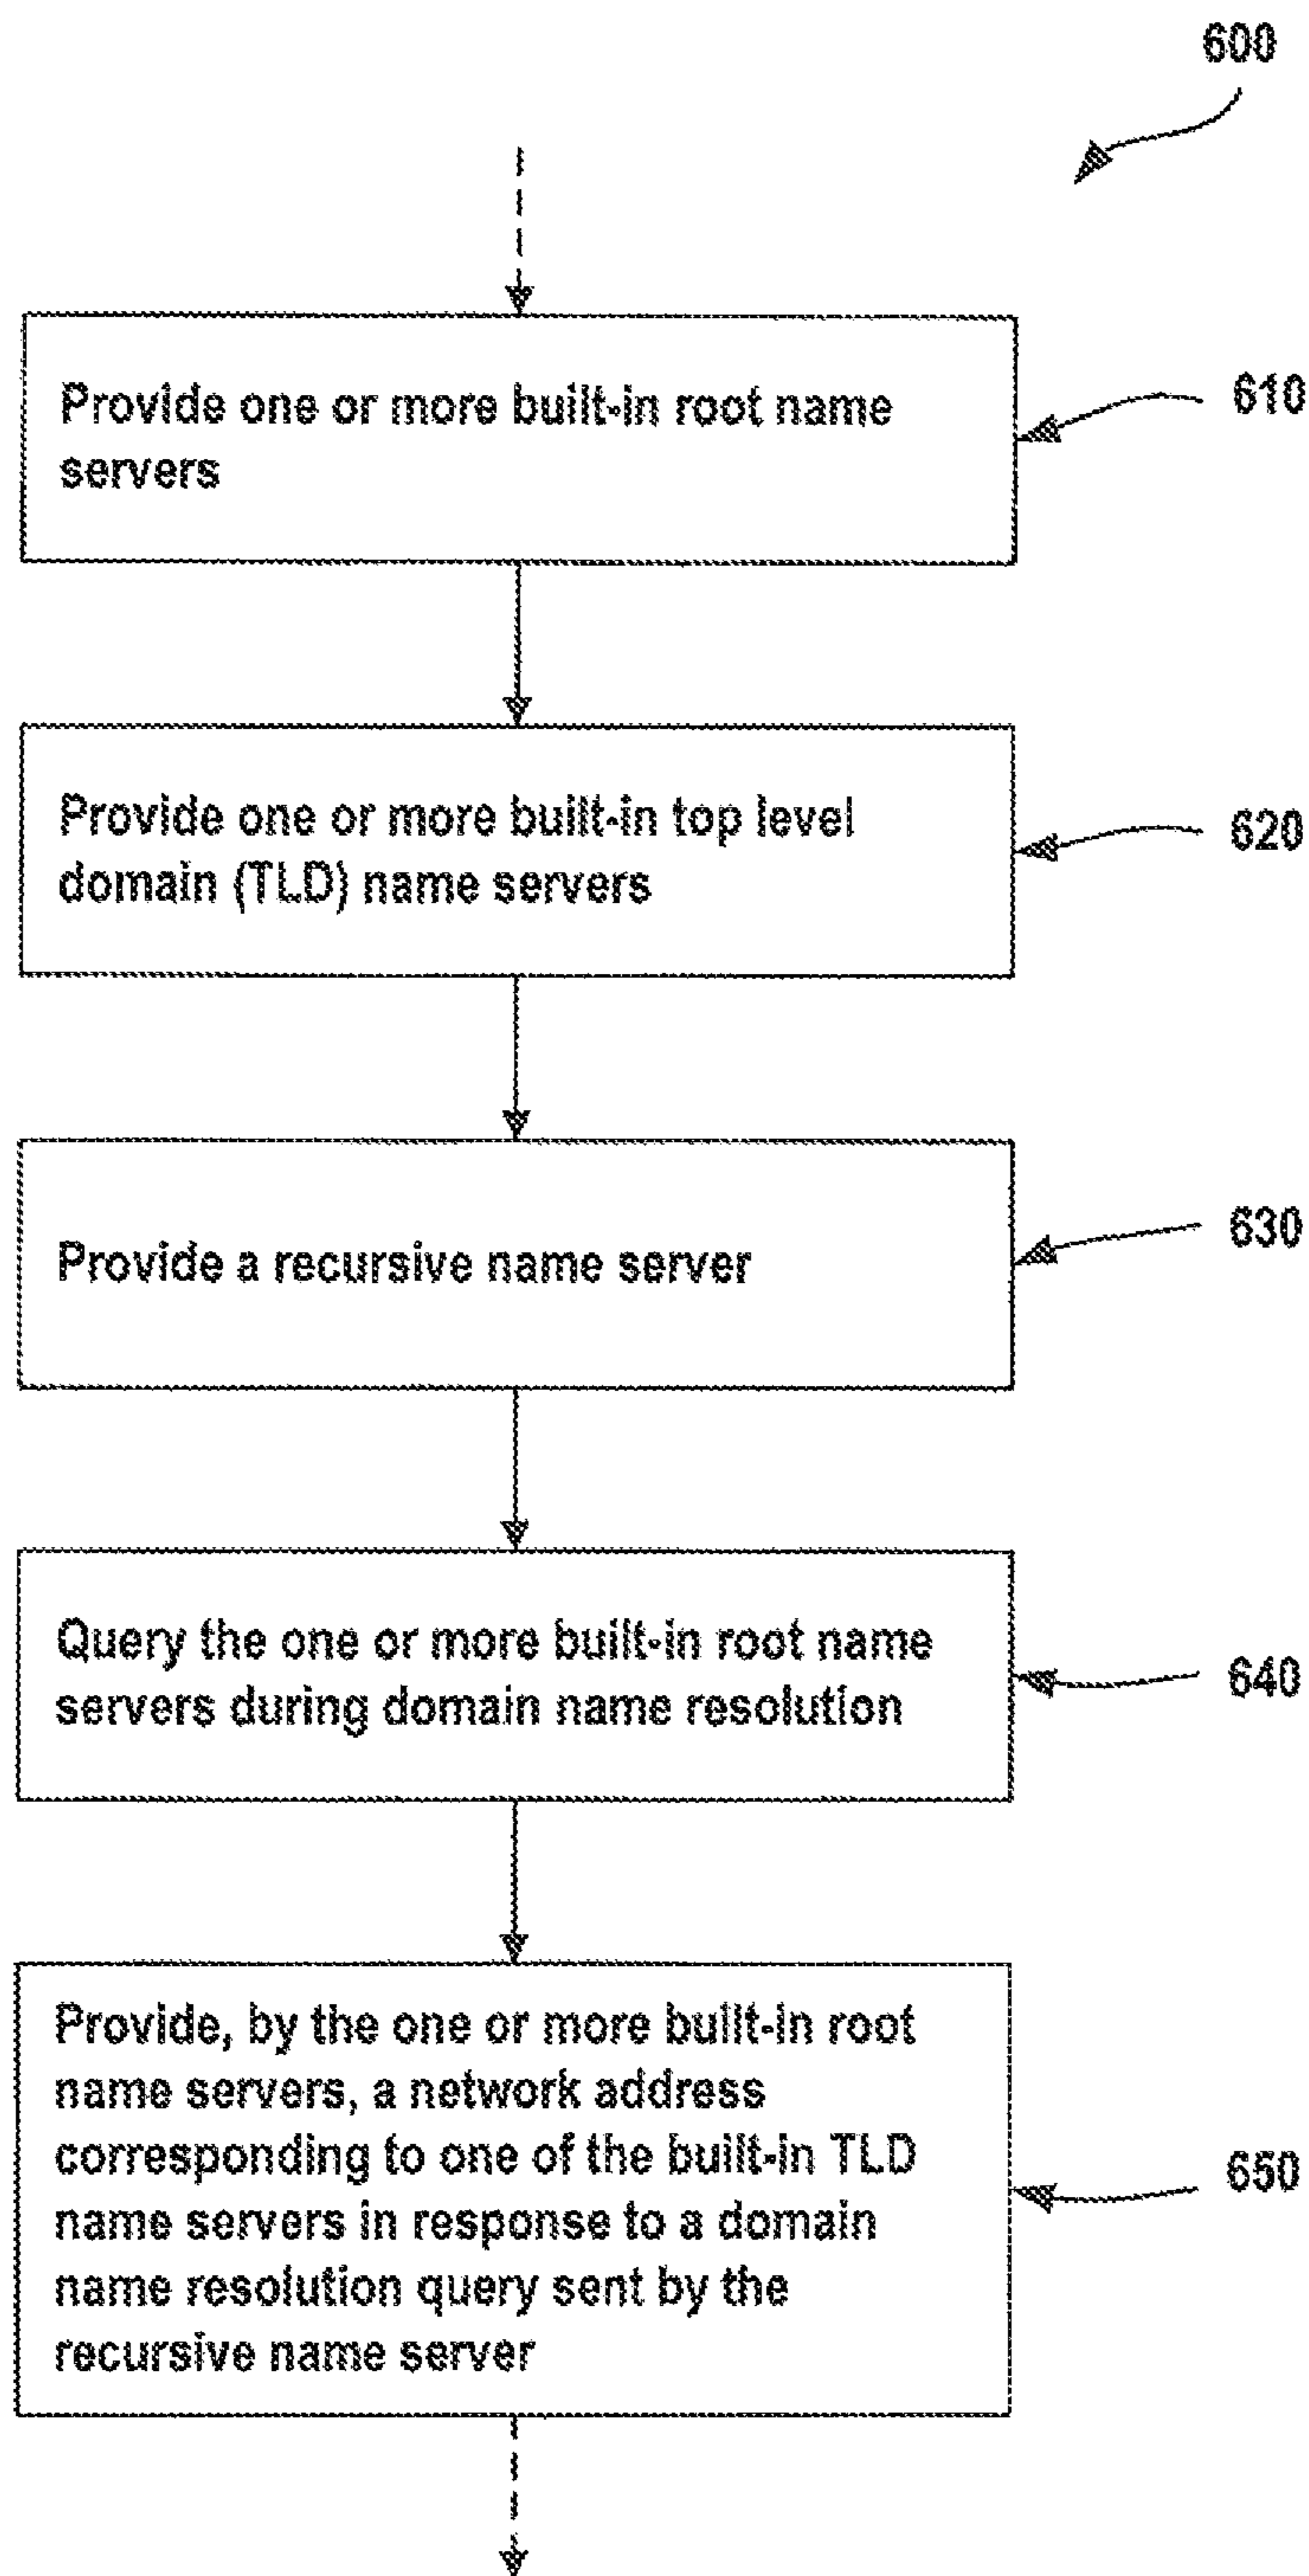 600
Provide one or more built-in root name
servers
610
Provide one or more built-in top level
domain (TLD) name servers
620
Provide a recursive name server
630
Query the one or more built-in root name
servers during domain name resolution
640
Provide, by the one or more built-in root
name servers, a network address
corresponding to one of the built-in TLD
name servers in response to a domain
name resolution query sent by the
recursive name server
650